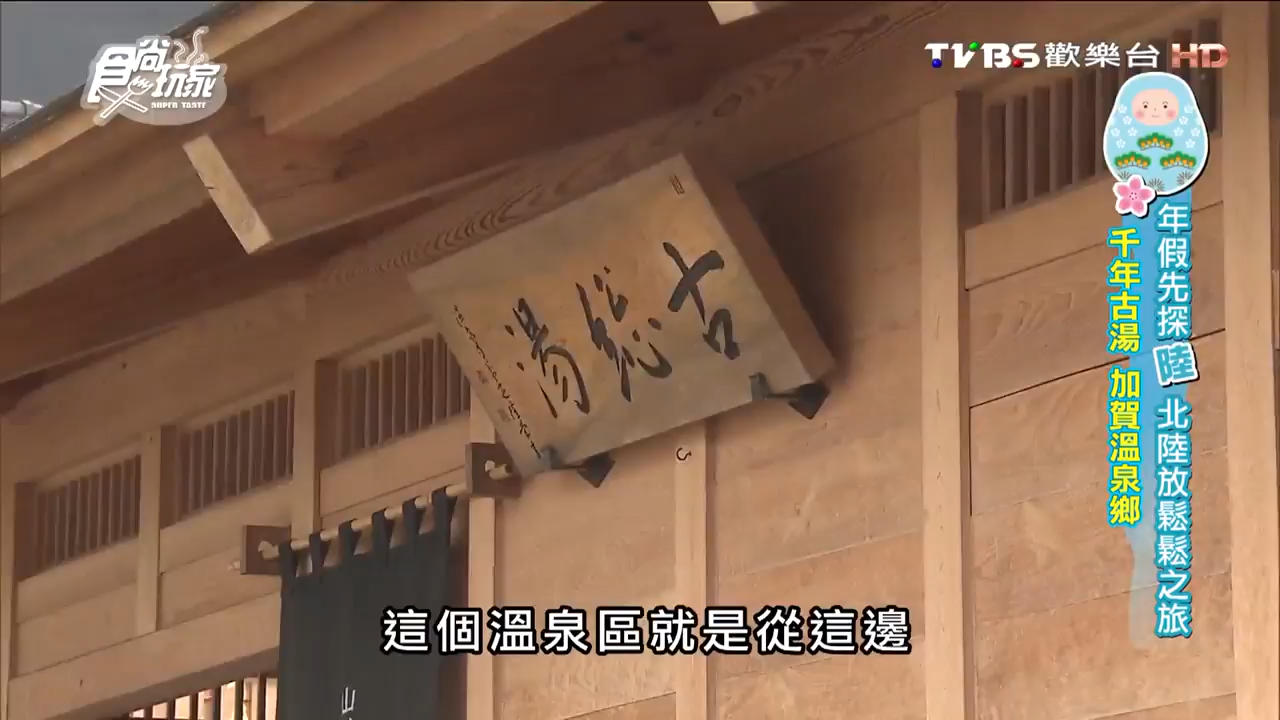 食尚玩家
SUPER TASTE
TVBS歡樂台 HD
年假先探陸 北陸放鬆鬆之旅
千年古湯 加賀溫泉鄉
古総湯
山
這個溫泉區就是從這邊